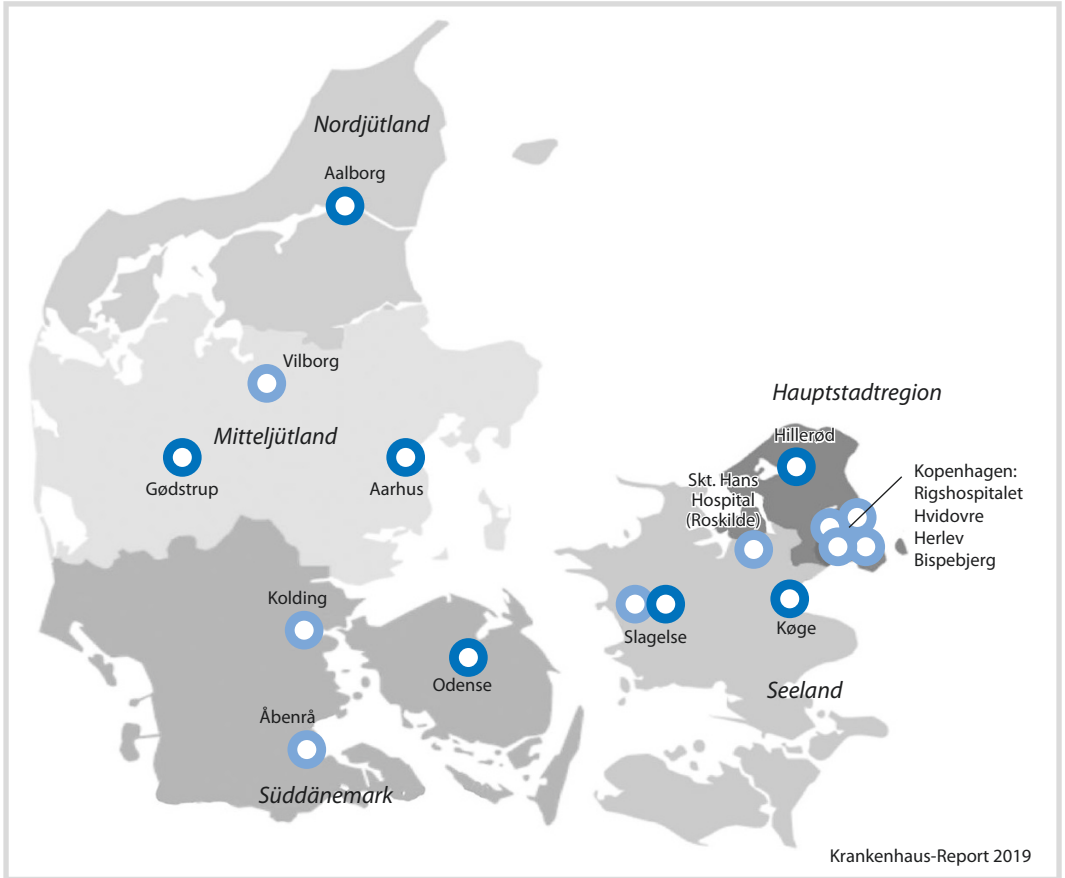 Nordjütland
Aalborg
Vilborg
Hauptstadtregion
Mitteljütland
Hillerød
Gødstrup
Aarhus
Skt. Hans
Hospital
(Roskilde)
Kopenhagen:
Rigshospitalet
Hvidovre
Herlev
Bispebjerg
Kolding
Slagelse
Køge
Odense
Seeland
Åbenrå
Süddänemark
Krankenhaus-Report 2019